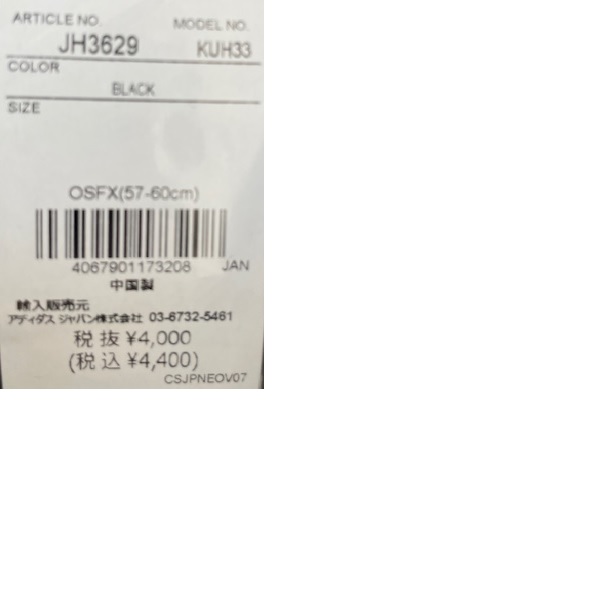 ARTICLE NO. MODEL NO.
JH3629 KUH33
COLOR
BLACK
SIZE
OSFX(57-60cm)
4067901173208 JAN
中国製
輸入販売元
アディダス ジャパン株式会社 03-6732-5461
税 抜 ¥4,000
(税 込 ¥4,400)
CSJPNEOV07